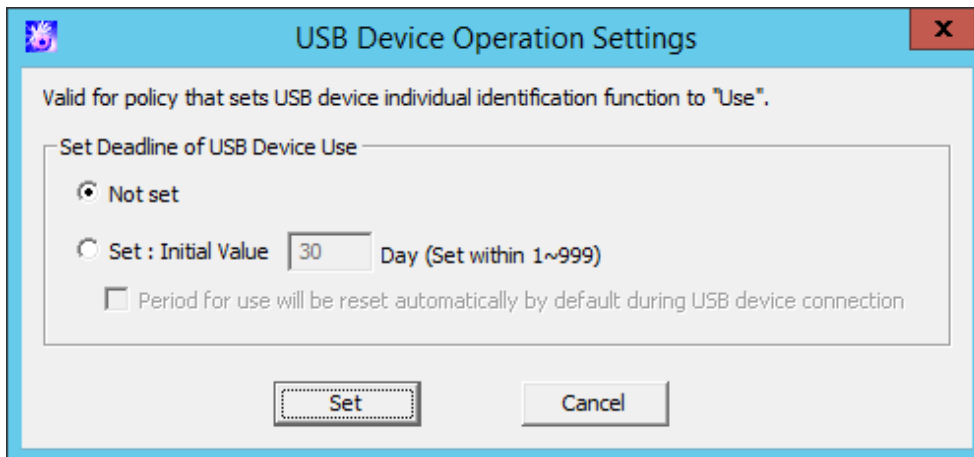 USB Device Operation Settings
x
Valid for policy that sets USB device individual identification function to "Use".
Set Deadline of USB Device Use
Not set
Set : Initial Value 30 Day (Set within 1~999)
Period for use will be reset automatically by default during USB device connection
Set Cancel